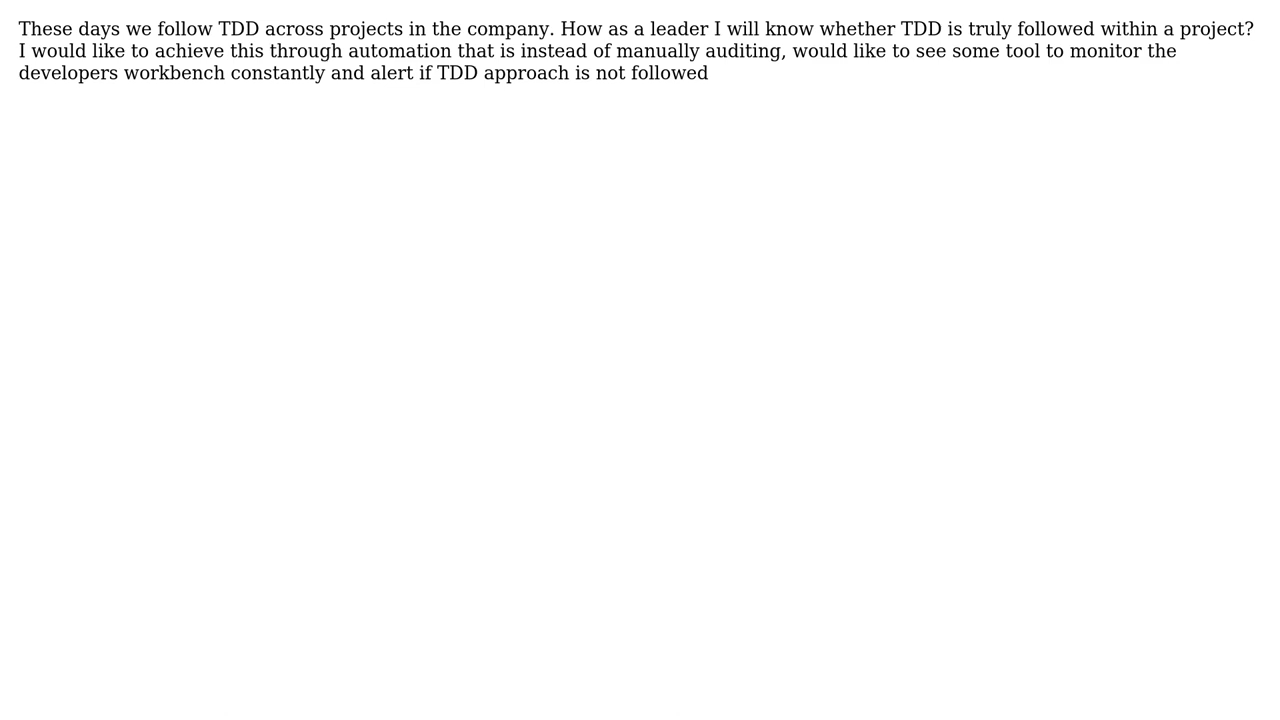 These days we follow TDD across projects in the company. How as a leader I will know whether TDD is truly followed within a project?
I would like to achieve this through automation that is instead of manually auditing, would like to see some tool to monitor the
developers workbench constantly and alert if TDD approach is not followed